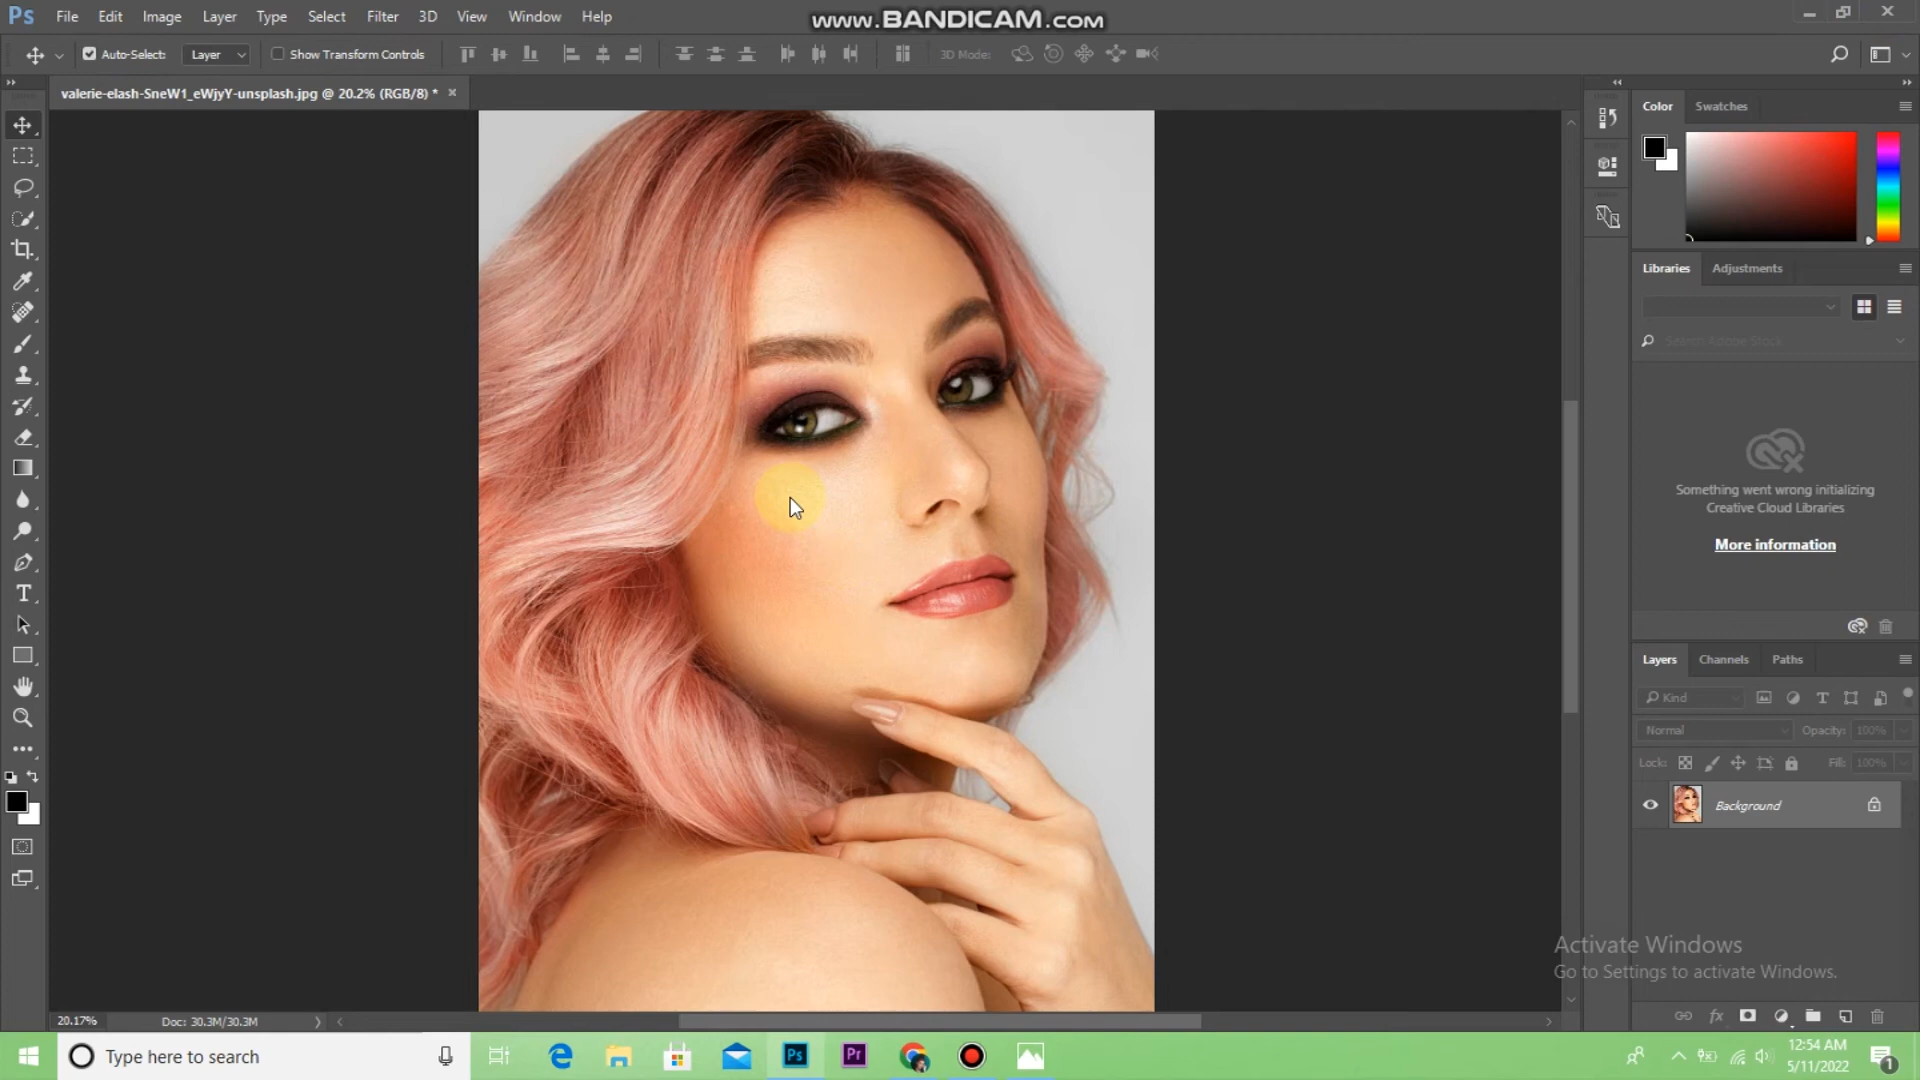 Ps File Edit Image Layer Type Select Filter 3D View Window Help
www.BANDICAM.com
Auto-Select: Layer Show Transform Controls 3D Mode:
valerie-elash-SneW1_eWjyY-unsplash.jpg @ 20.2% (RGB/8) *
Color Swatches
Libraries Adjustments
Search Adobe Stock
Something went wrong initializing
Creative Cloud Libraries
More information
Layers Channels Paths
Kind
Normal Opacity: 100%
Lock: Fill: 100%
Background
Activate Windows
Go to Settings to activate Windows.
20.17% Doc: 30.3M/30.3M
Type here to search
Ps Pr
12:54 AM
5/11/2022
1